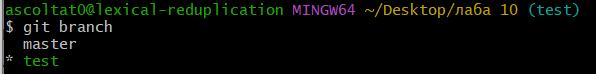 ascoltat0@lexical-reduplication MINGW64 ~/Desktop/лаба 10 (test)
$ git branch
  master
* test